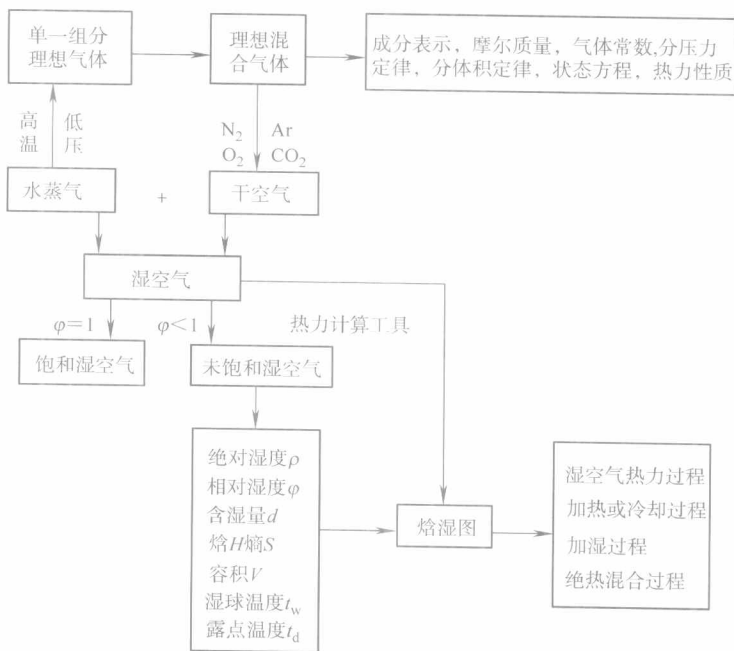 单一组分
理想气体
理想混
合气体
成分表示，摩尔质量，气体常数,分压力
定律，分体积定律，状态方程，热力性质
高温
低压
N₂ Ar
O₂ CO₂
水蒸气
+
干空气
湿空气
φ=1
φ<1
热力计算工具
饱和湿空气
未饱和湿空气
绝对湿度ρ
相对湿度φ
含湿量d
焓H熵S
容积V
湿球温度t_w
露点温度t_d
焓湿图
湿空气热力过程
加热或冷却过程
加湿过程
绝热混合过程